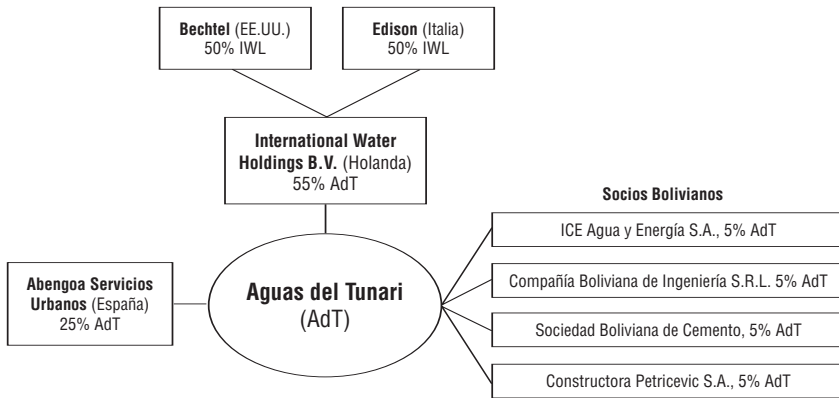 Bechtel (EE.UU.)
50% IWL
Edison (Italia)
50% IWL
International Water
Holdings B.V. (Holanda)
55% AdT
Socios Bolivianos
ICE Agua y Energía S.A., 5% AdT
Abengoa Servicios
Urbanos (España)
25% AdT
Aguas del Tunari
(AdT)
Compañía Boliviana de Ingeniería S.R.L. 5% AdT
Sociedad Boliviana de Cemento, 5% AdT
Constructora Petricevic S.A., 5% AdT